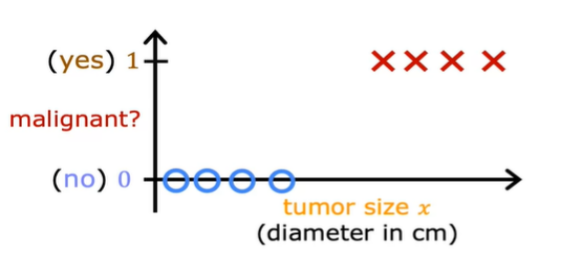 (yes) 1
malignant?
(no) 0
tumor size x
(diameter in cm)